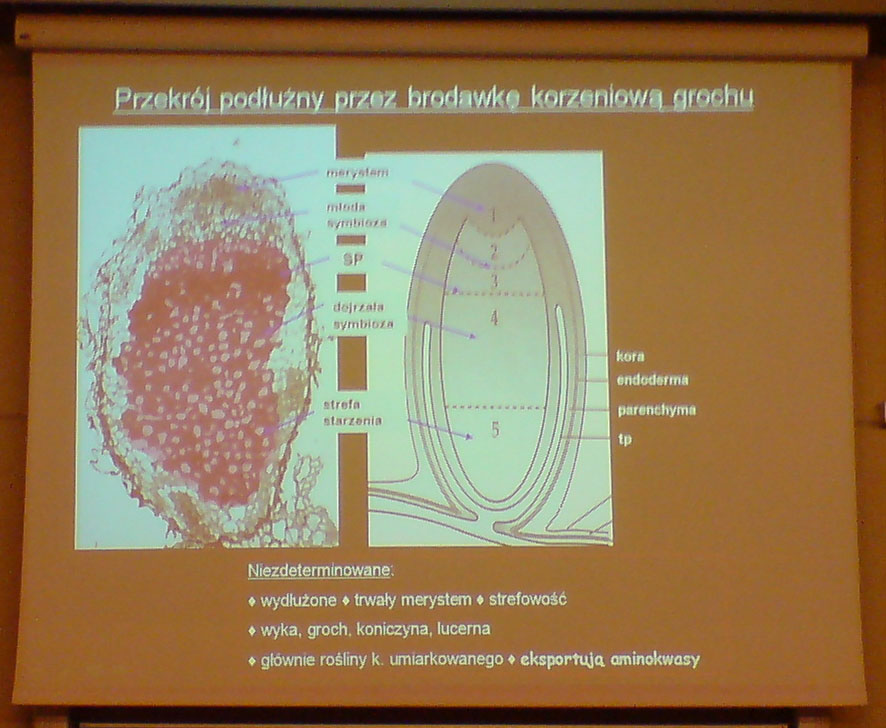 Przekrój podłużny przez brodawkę korzeniową grochu
merystem
młoda
symbioza
SP
dojrzała
symbioza
strefa
starzenia
1
2
3
4
5
kora
endoderma
parenchyma
tp
Niezdeterminowane:
♦ wydłużone ♦ trwały merystem ♦ strefowość
♦ wyka, groch, koniczyna, lucerna
♦ głównie rośliny k. umiarkowanego ♦ eksportują aminokwasy